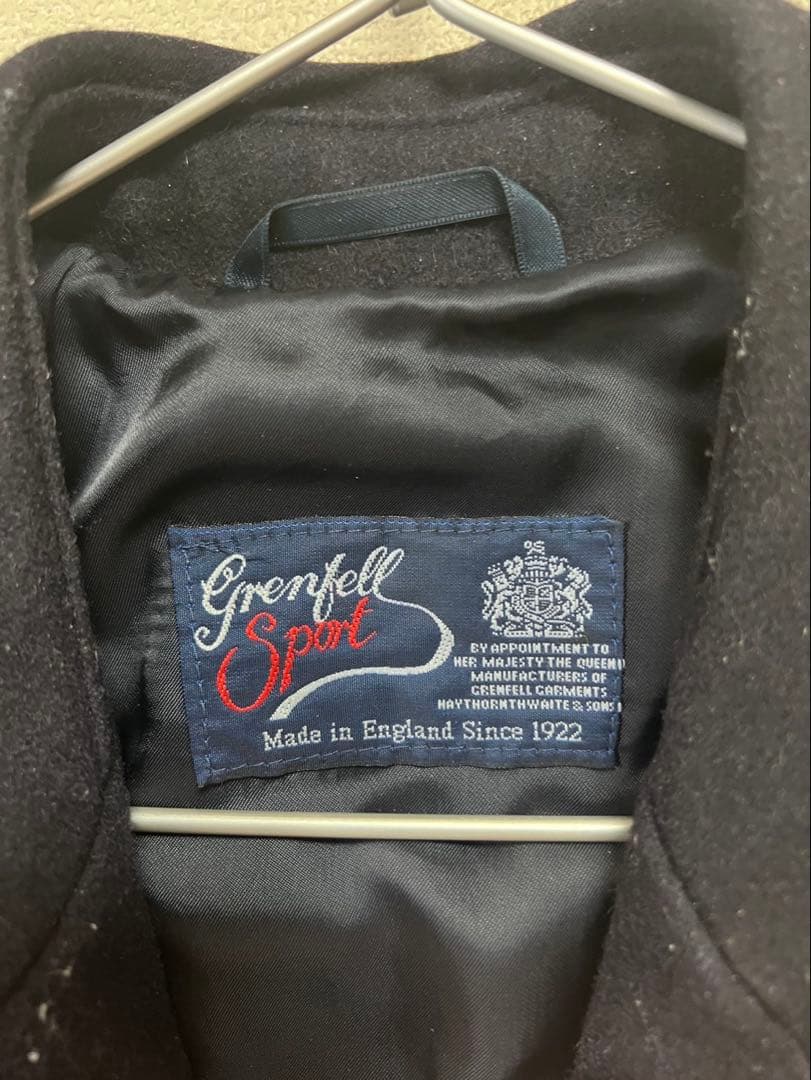 Grenfell
Sport
BY APPOINTMENT TO
HER MAJESTY THE QUEEN
MANUFACTURERS OF
GRENFELL GARMENTS
HAYTHORNTHWAITE & SONS
Made in England Since 1922